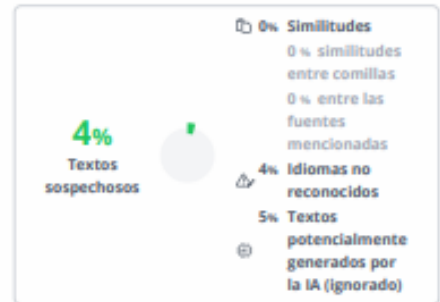 4%
Textos
sospechosos
0% Similitudes
0 % similitudes
entre comillas
0 % entre las
fuentes
mencionadas
4% Idiomas no
reconocidos
5% Textos
potencialmente
generados por
la IA (ignorado)